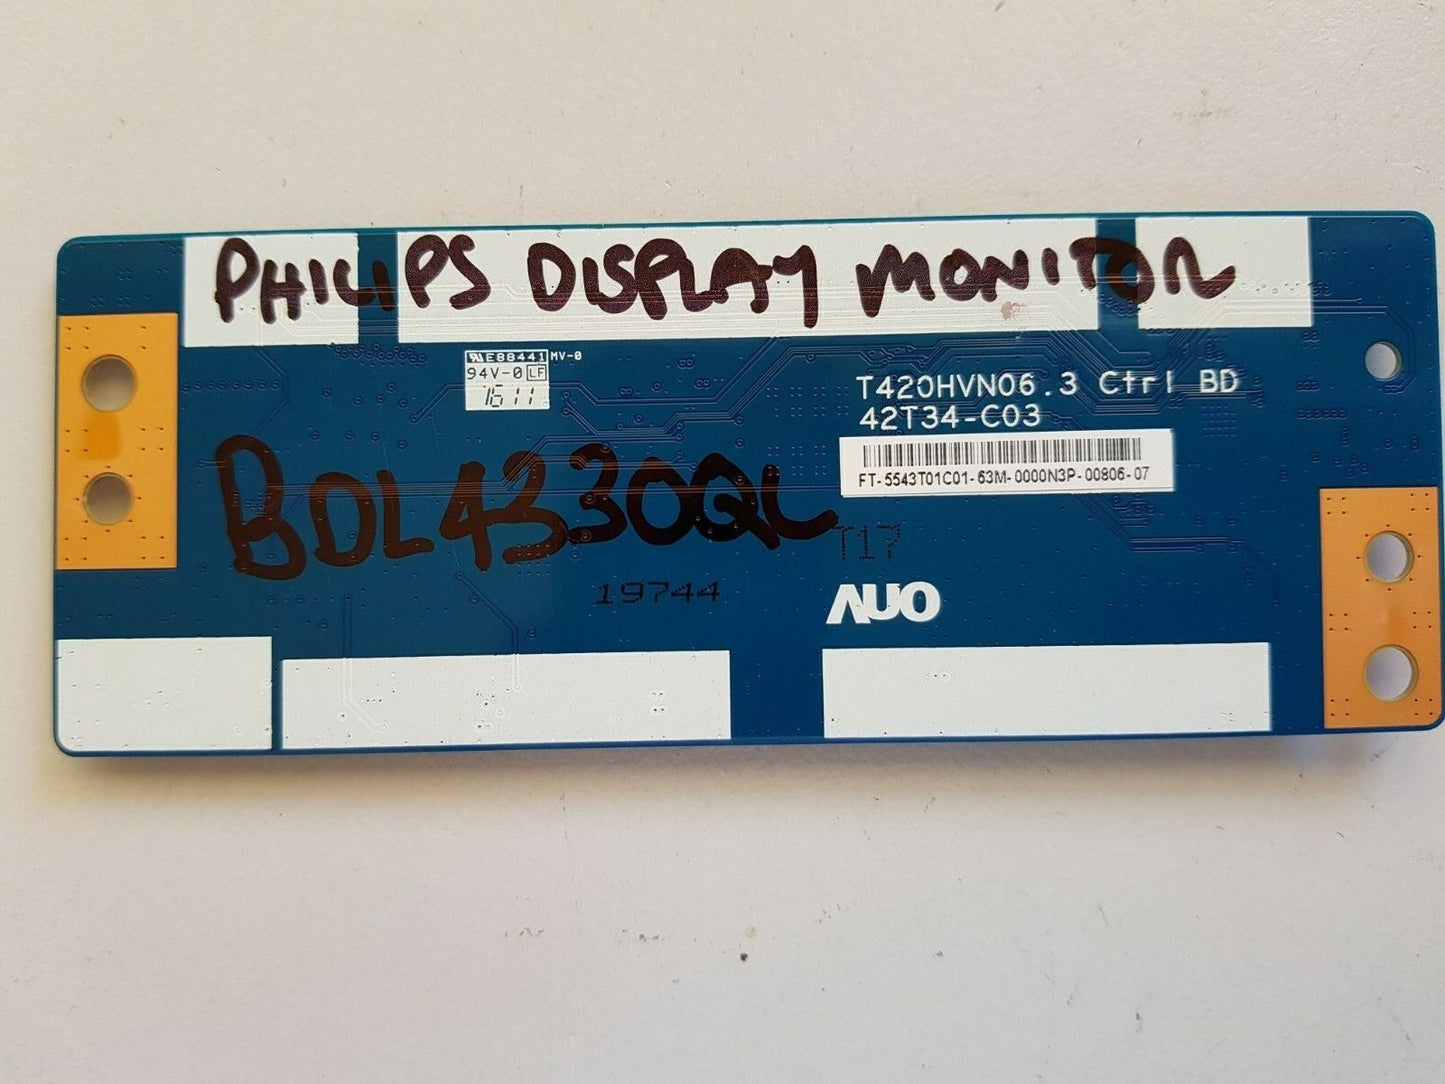 PHILIPS DISPLAY MONITOR
E88441 MV-0
94V-0 LF
1611
T420HVN06.3 Ctrl BD
42T34-C03
FT-5543T01C01-63M-0000N3P-00806-07
BDL4330QL
T17
19744
AUO